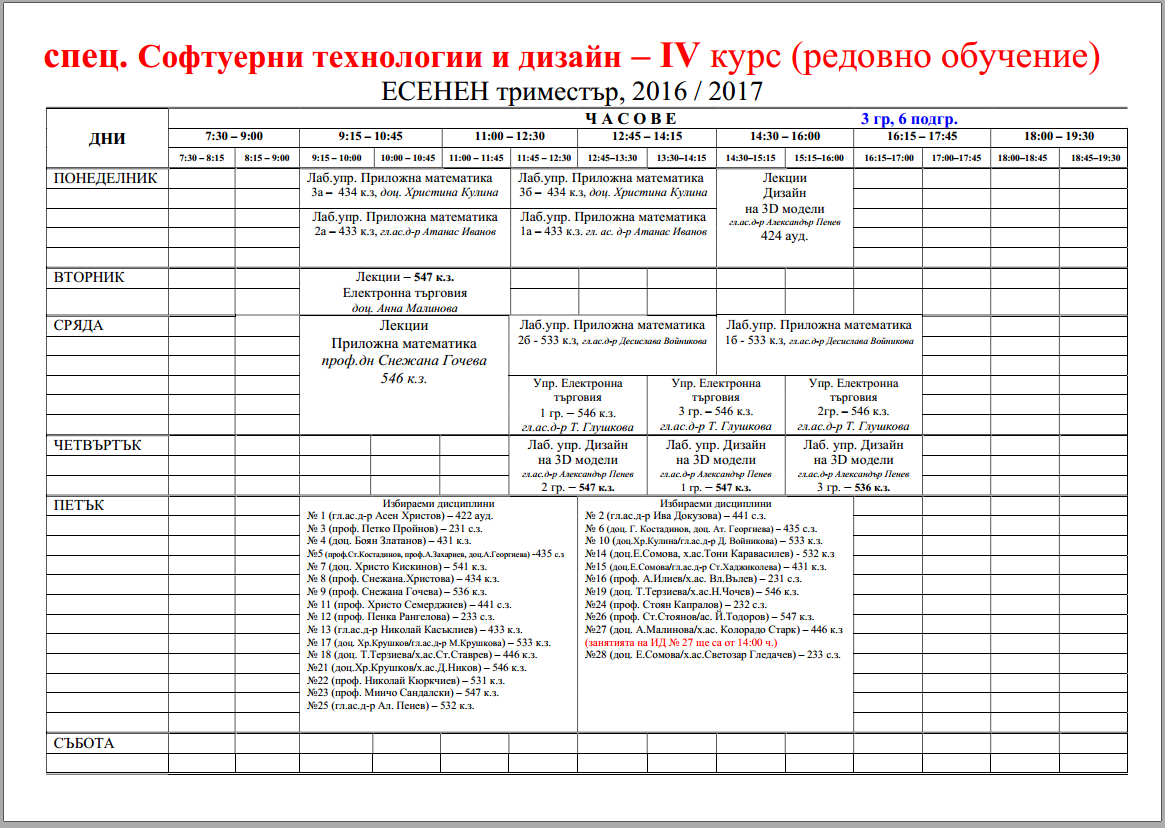 спец. Софтуерни технологии и дизайн – IV курс (редовно обучение)
ЕСЕНЕН триместър, 2016 / 2017
ДНИ
Ч А С О В Е
3 гр, 6 подгр.
7:30 – 9:00
9:15 – 10:45
11:00 – 12:30
12:45 – 14:15
14:30 – 16:00
16:15 – 17:45
18:00 – 19:30
7:30 – 8:15
8:15 – 9:00
9:15 – 10:00
10:00 – 10:45
11:00 – 11:45
11:45 – 12:30
12:45–13:30
13:30–14:15
14:30–15:15
15:15–16:00
16:15–17:00
17:00–17:45
18:00–18:45
18:45–19:30
ПОНЕДЕЛНИК
Лаб.упр. Приложна математика
3а – 434 к.з, доц. Христина Кулина
Лаб.упр. Приложна математика
2а – 433 к.з, гл.ас.д-р Атанас Иванов
Лаб.упр. Приложна математика
3б – 434 к.з, доц. Христина Кулина
Лаб.упр. Приложна математика
1а – 433 к.з. гл. ас. д-р Атанас Иванов
Лекции
Дизайн
на 3D модели
гл.ас.д-р Александър Пенев
424 ауд.
ВТОРНИК
Лекции – 547 к.з.
Електронна търговия
доц. Анна Малинова
СРЯДА
Лекции
Приложна математика
проф.дн Снежана Гочева
546 к.з.
Лаб.упр. Приложна математика
2б - 533 к.з, гл.ас.д-р Десислава Войникова
Лаб.упр. Приложна математика
1б - 533 к.з, гл.ас.д-р Десислава Войникова
Упр. Електронна
търговия
1 гр. – 546 к.з.
гл.ас.д-р Т. Глушкова
Упр. Електронна
търговия
3 гр. – 546 к.з.
гл.ас.д-р Т. Глушкова
Упр. Електронна
търговия
2гр. – 546 к.з.
гл.ас.д-р Т. Глушкова
ЧЕТВЪРТЪК
Лаб. упр. Дизайн
на 3D модели
гл.ас.д-р Александър Пенев
2 гр. – 547 к.з.
Лаб. упр. Дизайн
на 3D модели
гл.ас.д-р Александър Пенев
1 гр. – 547 к.з.
Лаб. упр. Дизайн
на 3D модели
гл.ас.д-р Александър Пенев
3 гр. – 536 к.з.
ПЕТЪК
Избираеми дисциплини
№ 1 (гл.ас.д-р Асен Христов) – 422 ауд.
№ 3 (проф. Петко Пройнов) – 231 с.з.
№ 4 (доц. Боян Златанов) – 431 к.з.
№5 (проф.Ст.Костадинов, проф.А.Захариев, доц.А.Георгиева) –435 с.з
№ 7 (доц. Христо Кискинов) – 541 к.з.
№ 8 (проф. Снежана.Христова) – 434 к.з.
№ 9 (проф. Снежана Гочева) – 536 к.з.
№ 11 (проф. Христо Семерджиев) – 441 с.з.
№ 12 (проф. Пенка Рангелова) – 233 с.з.
№ 13 (гл.ас.д-р Николай Касъклиев) – 433 к.з.
№ 17 (доц. Хр.Крушков/гл.ас.д-р М.Крушкова) – 533 к.з.
№ 18 (доц. Т.Терзиева/х.ас.Ст.Ставрев) – 446 к.з.
№21 (доц.Хр.Крушков/х.ас.Д.Ников) – 546 к.з.
№22 (проф. Николай Кюркчиев) – 531 к.з.
№23 (проф. Минчо Сандалски) – 547 к.з.
№25 (гл.ас.д-р Ал. Пенев) – 532 к.з.
Избираеми дисциплини
№ 2 (гл.ас.д-р Ива Докузова) – 441 с.з.
№ 6 (доц. Г. Костадинов, доц. Ат. Георгиева) – 435 с.з.
№ 10 (доц.Хр.Кулина/гл.ас.д-р Д. Войникова) – 533 к.з.
№14 (доц.Е.Сомова, х.ас.Тони Каравасилев) - 532 к.з
№15 (доц.Е.Сомова/гл.ас.д-р Ст.Хаджиколева) – 431 к.з.
№16 (проф. А.Илиев/х.ас. Вл.Вълев) – 231 с.з.
№19 (доц. Т.Терзиева/х.ас.Н.Чочев) – 546 к.з.
№24 (проф. Стоян Капралов) – 232 с.з.
№26 (проф. Ст.Стоянов/ас. Й.Тодоров) – 547 к.з.
№27 (доц. А.Малинова/х.ас. Колорадо Старк) – 446 к.з
(занятията на ИД № 27 ще са от 14:00 ч.)
№28 (доц. Е.Сомова/х.ас.Светозар Гледачев) – 233 с.з.
СЪБОТА